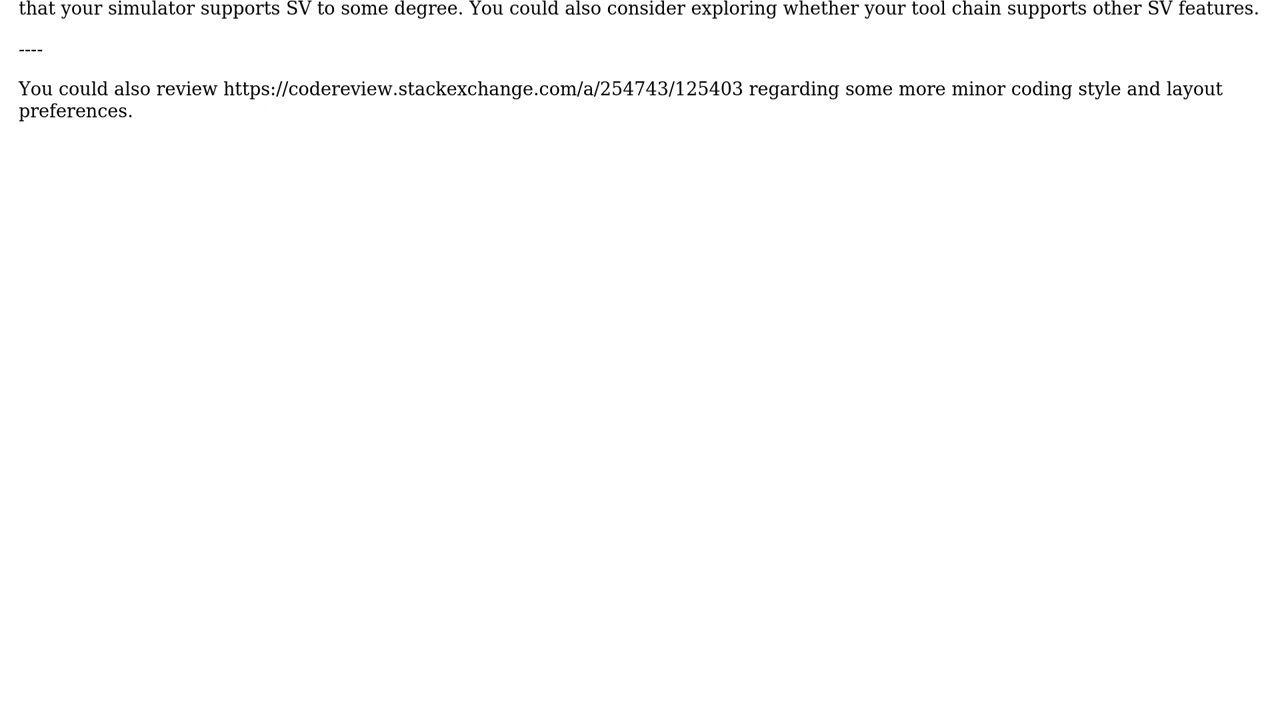 that your simulator supports SV to some degree. You could also consider exploring whether your tool chain supports other SV features.
----
You could also review https://codereview.stackexchange.com/a/254743/125403 regarding some more minor coding style and layout
preferences.